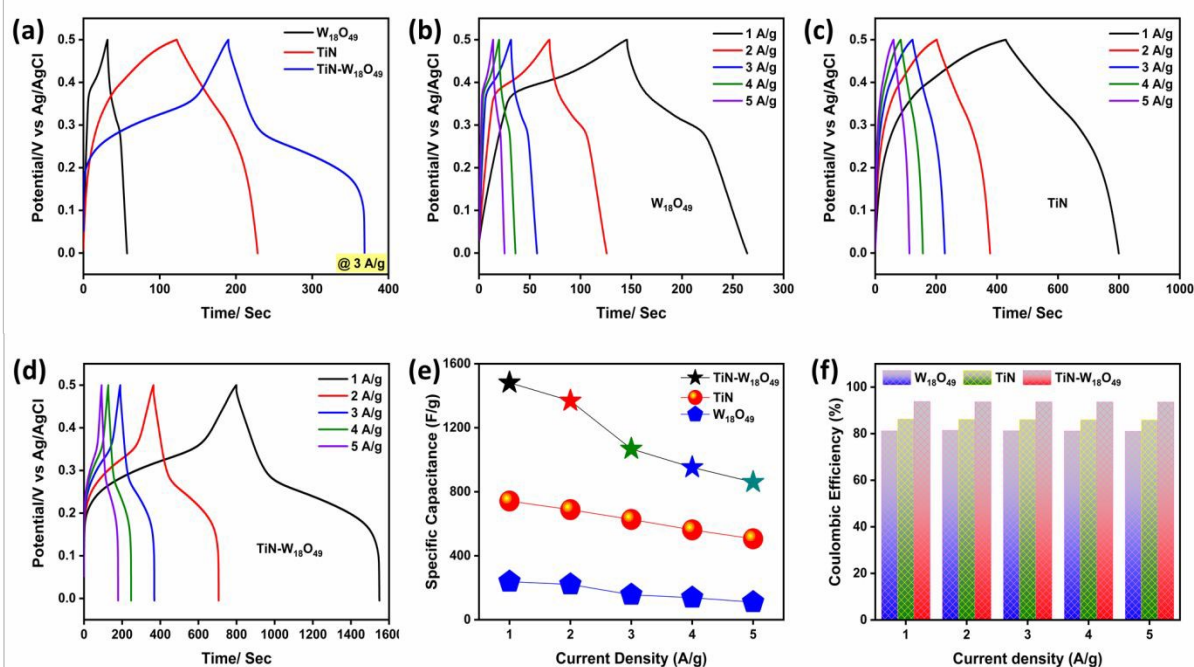 (a)
W₁₈O₄₉
TiN
TiN-W₁₈O₄₉
Potential/V vs Ag/AgCl
0.5
0.4
0.3
0.2
0.1
0.0
@ 3 A/g
0 100 200 300 400
Time/ Sec
(b)
1 A/g
2 A/g
3 A/g
4 A/g
5 A/g
Potential/V vs Ag/AgCl
0.5
0.4
0.3
0.2
0.1
0.0
W₁₈O₄₉
0 50 100 150 200 250 300
Time/ Sec
(c)
1 A/g
2 A/g
3 A/g
4 A/g
5 A/g
Potential/V vs Ag/AgCl
0.5
0.4
0.3
0.2
0.1
0.0
TiN
0 200 400 600 800 1000
Time/ Sec
(d)
1 A/g
2 A/g
3 A/g
4 A/g
5 A/g
Potential/V vs Ag/AgCl
0.5
0.4
0.3
0.2
0.1
0.0
TiN-W₁₈O₄₉
0 200 400 600 800 1000 1200 1400 1600
Time/ Sec
(e)
TiN-W₁₈O₄₉
TiN
W₁₈O₄₉
Specific Capacitance (F/g)
1600
1200
800
400
0
1 2 3 4 5
Current Density (A/g)
(f)
W₁₈O₄₉ TiN TiN-W₁₈O₄₉
Coulombic Efficiency (%)
100
80
60
40
20
0
1 2 3 4 5
Current density (A/g)